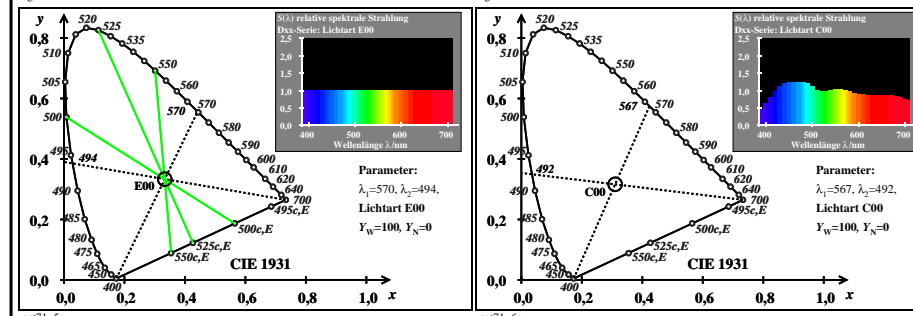 y
520
525
535
550
560
570
580
590
600
610
620
640
700
510
505
500
495
490
485
480
475
465
450
400
570
494
E00
495c,E
500c,E
525c,E
550c,E
CIE 1931
0,8
0,6
0,4
0,2
0,0
0,0 0,2 0,4 0,6 0,8 1,0 x
S(λ) relative spektrale Strahlung
Dxx-Serie: Lichtart E00
2,5
2,0
1,5
1,0
0,5
0,0
400 500 600 700
Wellenlänge λ/nm
Parameter:
λ1=570, λ2=494,
Lichtart E00
YW=100, YN=0
y
520
525
535
550
560
570
580
590
600
610
620
640
700
510
505
500
495
490
485
480
475
465
450
400
567
492
C00
495c,E
500c,E
525c,E
550c,E
CIE 1931
0,8
0,6
0,4
0,2
0,0
0,0 0,2 0,4 0,6 0,8 1,0 x
S(λ) relative spektrale Strahlung
Dxx-Serie: Lichtart C00
2,5
2,0
1,5
1,0
0,5
0,0
400 500 600 700
Wellenlänge λ/nm
Parameter:
λ1=567, λ2=492,
Lichtart C00
YW=100, YN=0